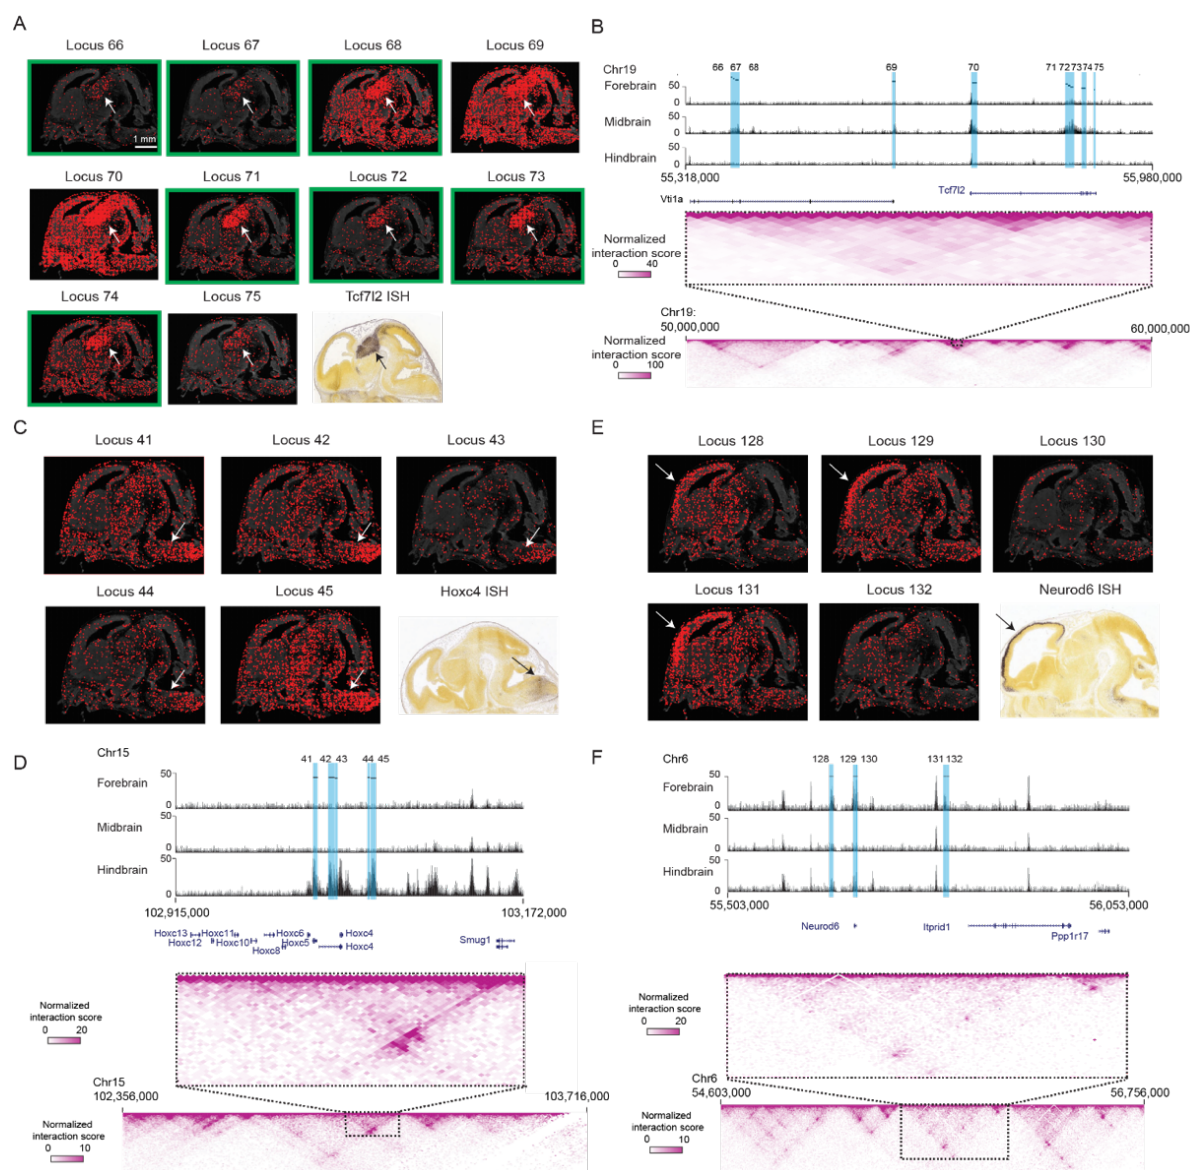 A
Locus 66 Locus 67 Locus 68 Locus 69
1 mm
Locus 70 Locus 71 Locus 72 Locus 73
Locus 74 Locus 75 Tcf7l2 ISH
B
Chr19 66 67 68 69 70 71 72 73 74 75
Forebrain 50 0
Midbrain 50 0
Hindbrain 50 0
55,318,000 55,980,000
Tcf7l2
Vti1a
Normalized
interaction score
0 40
Chr19:
50,000,000 60,000,000
Normalized
interaction score
0 100
C
Locus 41 Locus 42 Locus 43
Locus 44 Locus 45 Hoxc4 ISH
E
Locus 128 Locus 129 Locus 130
Locus 131 Locus 132 Neurod6 ISH
D
Chr15 41 42 43 44 45
Forebrain 50 0
Midbrain 50 0
Hindbrain 50 0
102,915,000 103,172,000
Hoxc13 Hoxc11 Hoxc6 Hoxc4
Hoxc12 Hoxc10 Hoxc5 Hoxc4 Smug1
Hoxc8
Normalized
interaction score
0 20
Chr15
102,356,000 103,716,000
Normalized
interaction score
0 10
F
Chr6 128 129 130 131 132
Forebrain 50 0
Midbrain 50 0
Hindbrain 50 0
55,503,000 56,053,000
Neurod6 Itprid1
Ppp1r17
Normalized
interaction score
0 20
Chr6
54,603,000 56,756,000
Normalized
interaction score
0 10